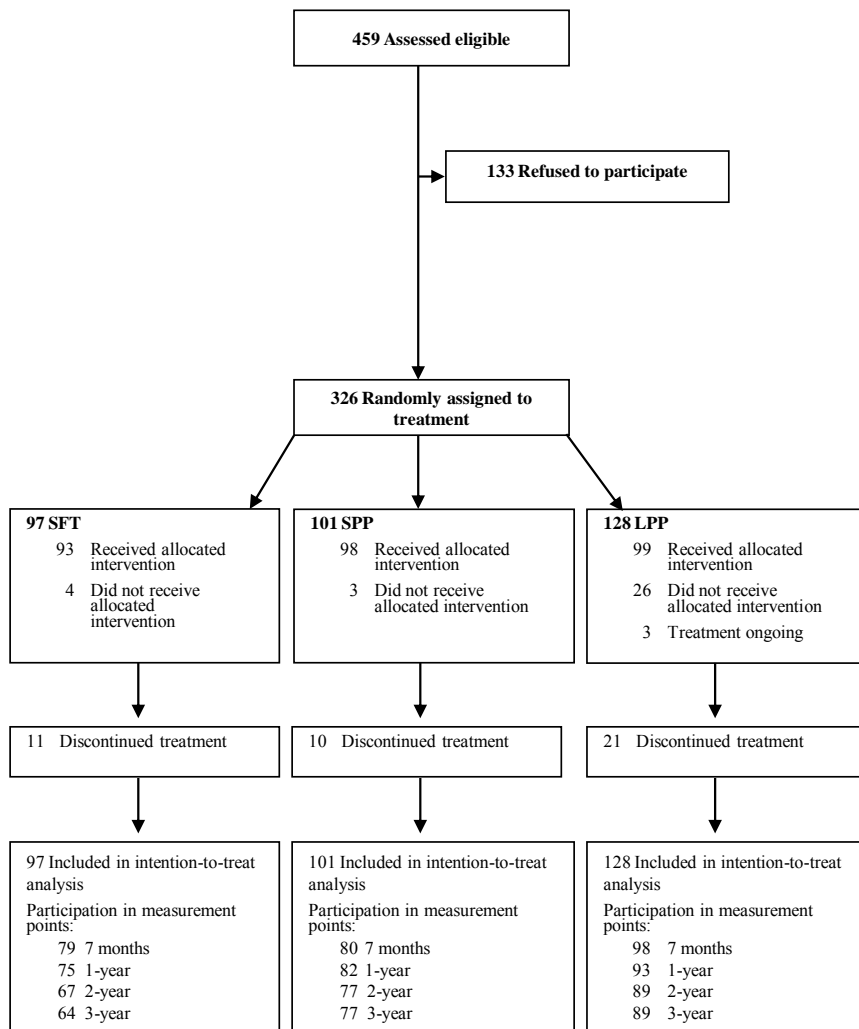 459 Assessed eligible
133 Refused to participate
326 Randomly assigned to
treatment
97 SFT
93 Received allocated
intervention
4 Did not receive
allocated
intervention
101 SPP
98 Received allocated
intervention
3 Did not receive
allocated intervention
128 LPP
99 Received allocated
intervention
26 Did not receive
allocated intervention
3 Treatment ongoing
11 Discontinued treatment
10 Discontinued treatment
21 Discontinued treatment
97 Included in intention-to-treat
analysis
Participation in measurement
points:
79 7 months
75 1-year
67 2-year
64 3-year
101 Included in intention-to-treat
analysis
Participation in measurement
points:
80 7 months
82 1-year
77 2-year
77 3-year
128 Included in intention-to-treat
analysis
Participation in measurement
points:
98 7 months
93 1-year
89 2-year
89 3-year